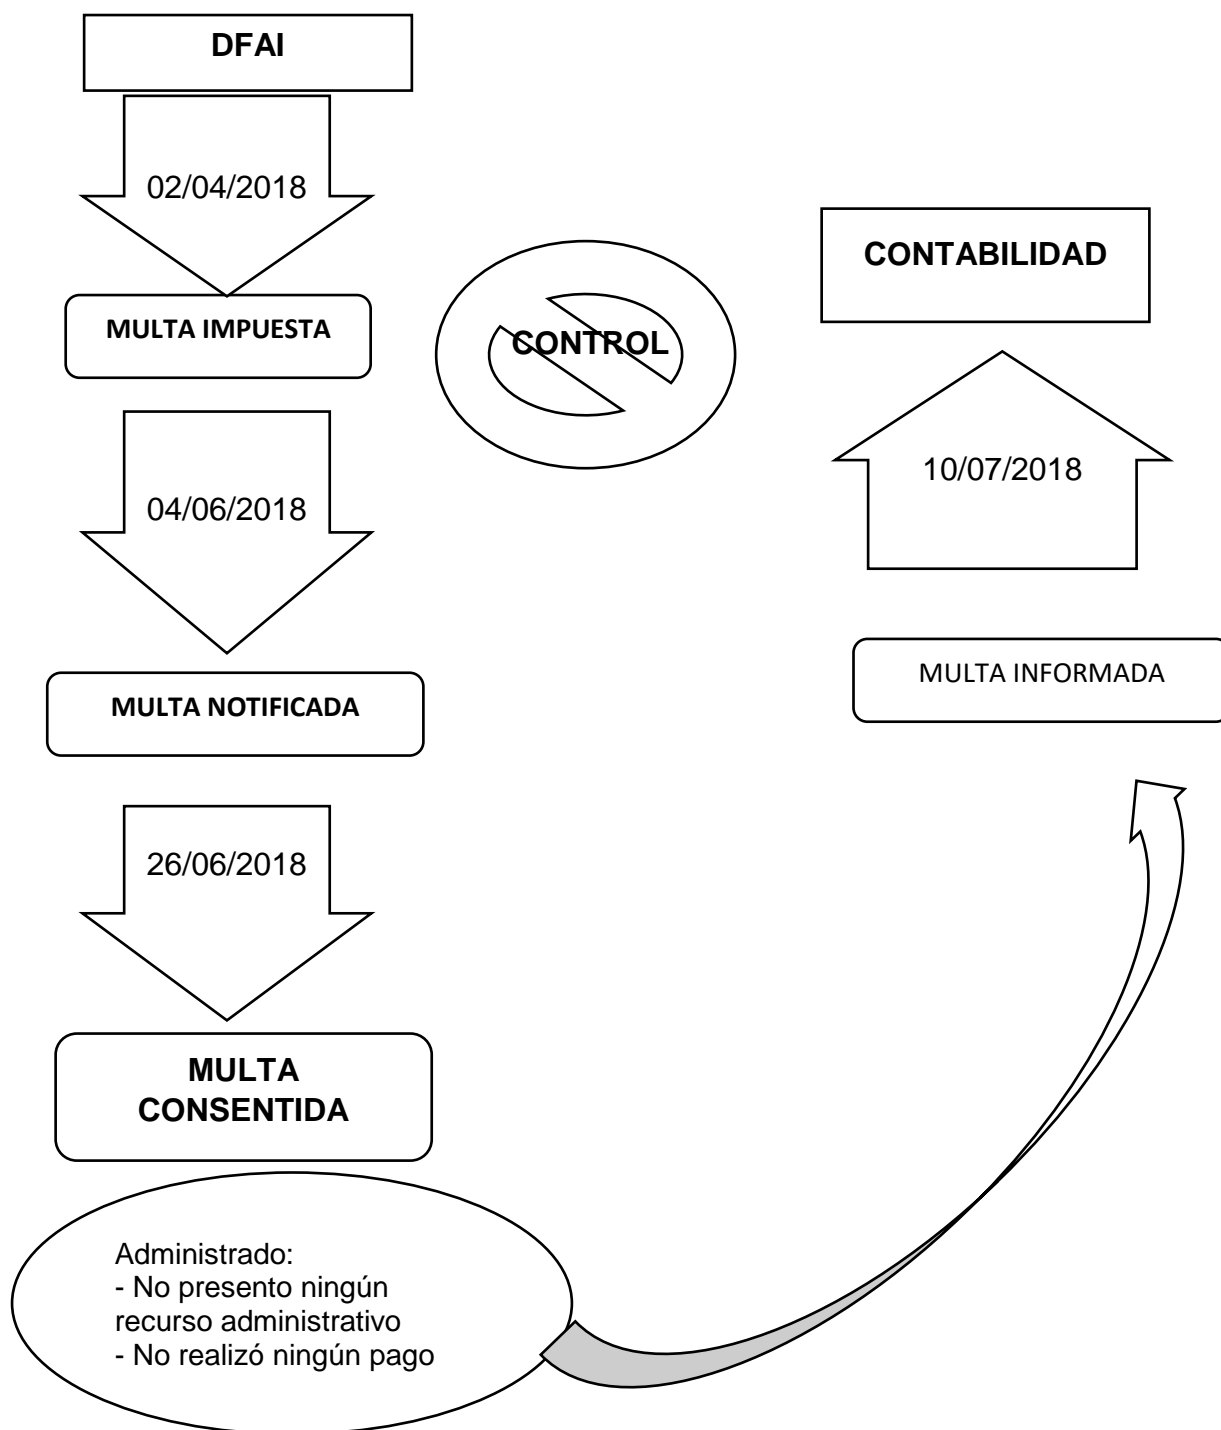 DFAI
02/04/2018
MULTA IMPUESTA
04/06/2018
MULTA NOTIFICADA
26/06/2018
MULTA
CONSENTIDA
Administrado:
- No presento ningún
recurso administrativo
- No realizó ningún pago
CONTROL
CONTABILIDAD
10/07/2018
MULTA INFORMADA